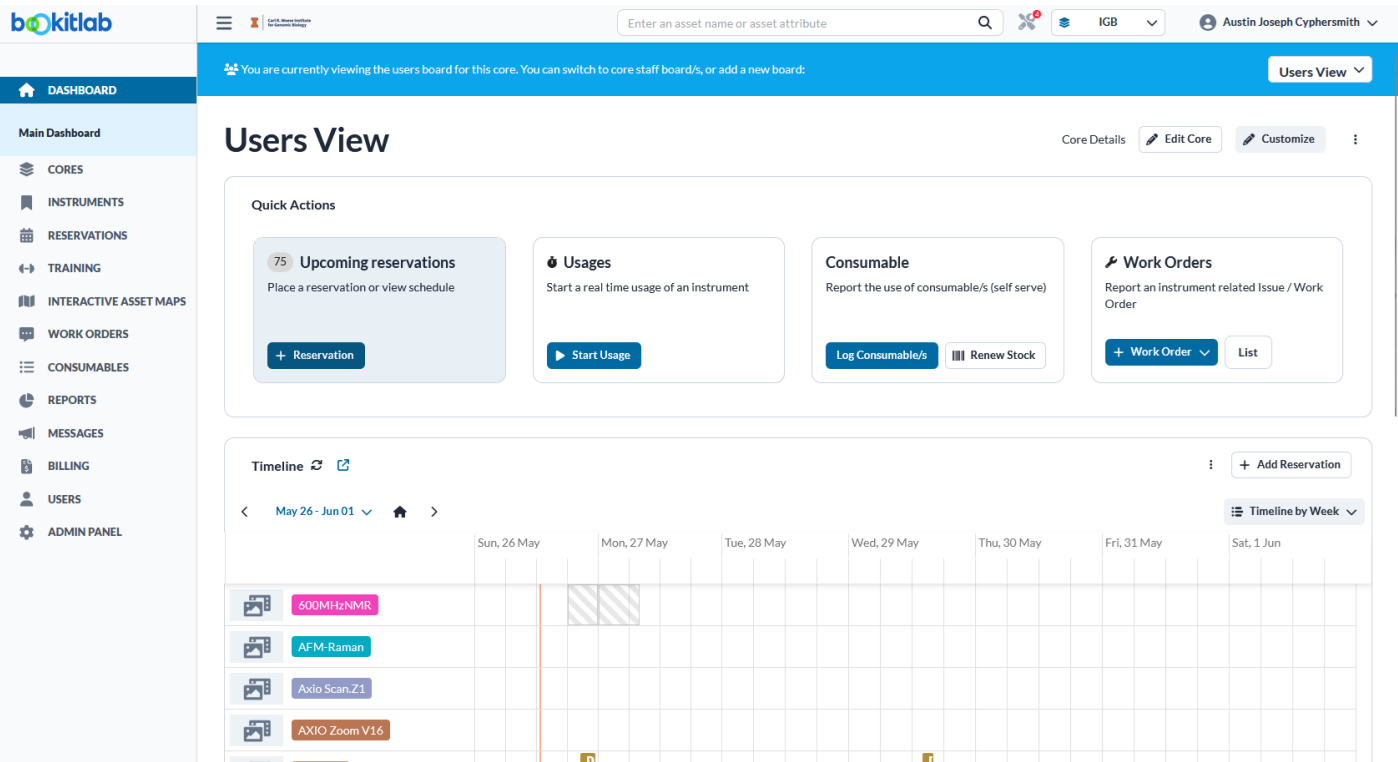 bookitlab
Carl R. Woese Institute
for Genomic Biology
Enter an asset name or asset attribute
4
IGB
Austin Joseph Cyphersmith
You are currently viewing the users board for this core. You can switch to core staff board/s, or add a new board:
Users View
DASHBOARD
Main Dashboard
CORES
INSTRUMENTS
RESERVATIONS
TRAINING
INTERACTIVE ASSET MAPS
WORK ORDERS
CONSUMABLES
REPORTS
MESSAGES
BILLING
USERS
ADMIN PANEL
Users View
Core Details
Edit Core
Customize
Quick Actions
75 Upcoming reservations
Place a reservation or view schedule
+ Reservation
Usages
Start a real time usage of an instrument
Start Usage
Consumable
Report the use of consumable/s (self serve)
Log Consumable/s
Renew Stock
Work Orders
Report an instrument related Issue / Work
Order
+ Work Order
List
Timeline
+ Add Reservation
May 26 - Jun 01
Timeline by Week
Sun, 26 May
Mon, 27 May
Tue, 28 May
Wed, 29 May
Thu, 30 May
Fri, 31 May
Sat, 1 Jun
600MHzNMR
AFM-Raman
Axio Scan.Z1
AXIO Zoom V16